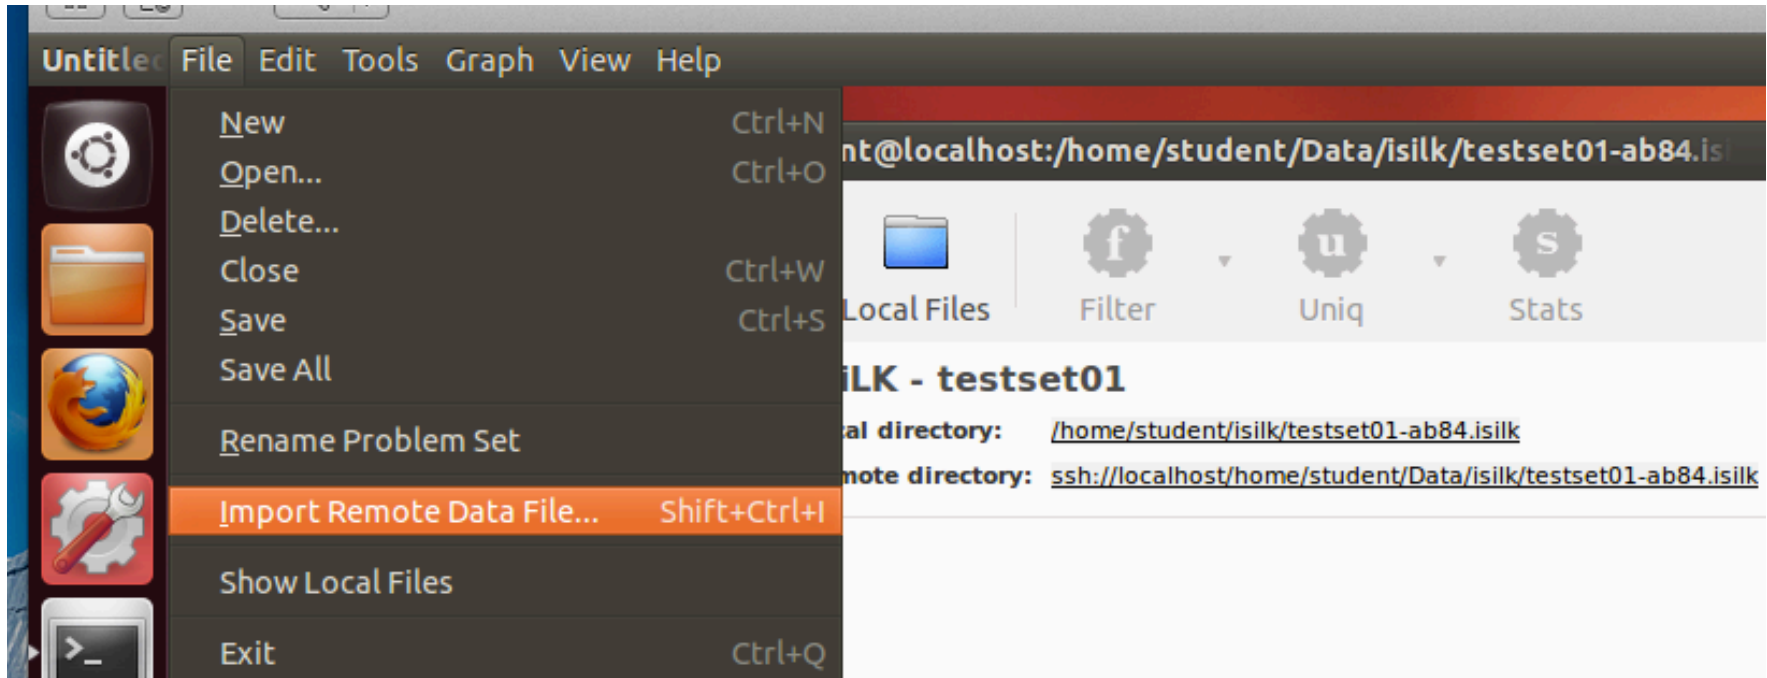 Untitled File Edit Tools Graph View Help
New Ctrl+N
Open... Ctrl+O
Delete...
Close Ctrl+W
Save Ctrl+S
Save All
Rename Problem Set
Import Remote Data File... Shift+Ctrl+I
Show Local Files
Exit Ctrl+Q
nt@localhost:/home/student/Data/isilk/testset01-ab84.is
Local Files Filter Uniq Stats
f u s
iLK - testset01
al directory: /home/student/isilk/testset01-ab84.isilk
mote directory: ssh://localhost/home/student/Data/isilk/testset01-ab84.isilk
>_